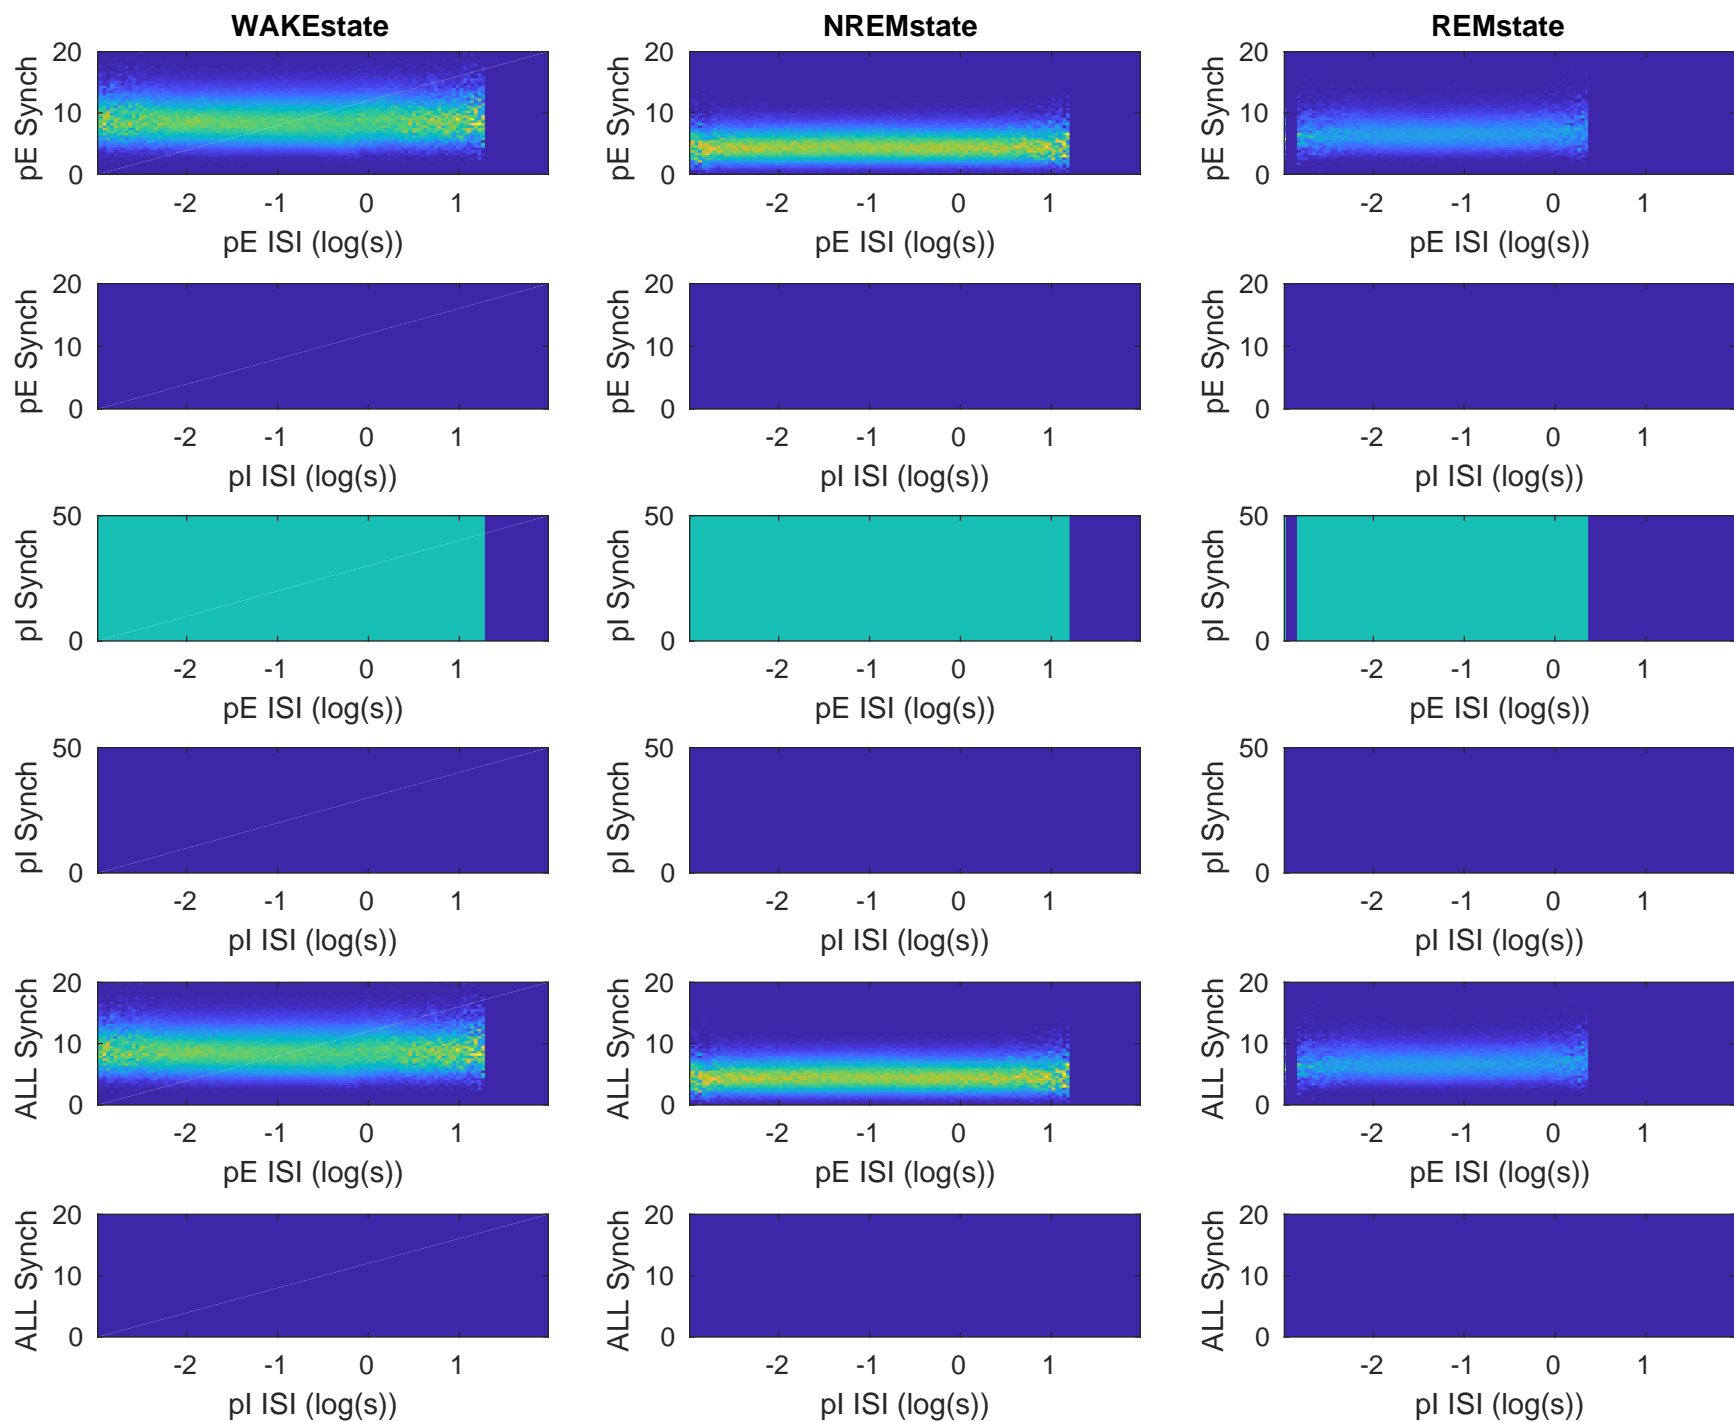 WAKEstate NREMstate REMstate
20 20 20
pE Synch pE Synch pE Synch
10 10 10
0 0 0
-2 -1 0 1 -2 -1 0 1 -2 -1 0 1
pE ISI (log(s)) pE ISI (log(s)) pE ISI (log(s))
20 20 20
pE Synch pE Synch pE Synch
10 10 10
0 0 0
-2 -1 0 1 -2 -1 0 1 -2 -1 0 1
pI ISI (log(s)) pI ISI (log(s)) pI ISI (log(s))
50 50 50
pI Synch pI Synch pI Synch
0 0 0
-2 -1 0 1 -2 -1 0 1 -2 -1 0 1
pE ISI (log(s)) pE ISI (log(s)) pE ISI (log(s))
50 50 50
pI Synch pI Synch pI Synch
0 0 0
-2 -1 0 1 -2 -1 0 1 -2 -1 0 1
pI ISI (log(s)) pI ISI (log(s)) pI ISI (log(s))
20 20 20
ALL Synch ALL Synch ALL Synch
10 10 10
0 0 0
-2 -1 0 1 -2 -1 0 1 -2 -1 0 1
pE ISI (log(s)) pE ISI (log(s)) pE ISI (log(s))
20 20 20
ALL Synch ALL Synch ALL Synch
10 10 10
0 0 0
-2 -1 0 1 -2 -1 0 1 -2 -1 0 1
pI ISI (log(s)) pI ISI (log(s)) pI ISI (log(s))